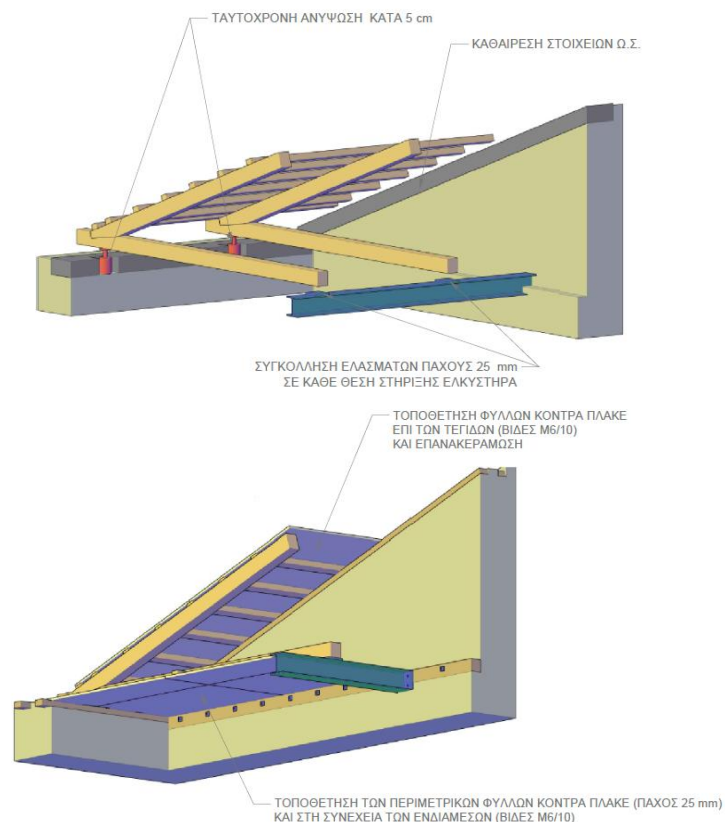 ΤΑΥΤΟΧΡΟΝΗ ΑΝΥΨΩΣΗ ΚΑΤΑ 5 cm
ΚΑΘΑΙΡΕΣΗ ΣΤΟΙΧΕΙΩΝ Ω.Σ.
ΣΥΓΚΟΛΛΗΣΗ ΕΛΑΣΜΑΤΩΝ ΠΑΧΟΥΣ 25 mm
ΣΕ ΚΑΘΕ ΘΕΣΗ ΣΤΗΡΙΞΗΣ ΕΛΚΥΣΤΗΡΑ
ΤΟΠΟΘΕΤΗΣΗ ΦΥΛΛΩΝ ΚΟΝΤΡΑ ΠΛΑΚΕ
ΕΠΙ ΤΩΝ ΤΕΓΙΔΩΝ (ΒΙΔΕΣ Μ6/10)
ΚΑΙ ΕΠΑΝΑΚΕΡΑΜΩΣΗ
ΤΟΠΟΘΕΤΗΣΗ ΤΩΝ ΠΕΡΙΜΕΤΡΙΚΩΝ ΦΥΛΛΩΝ ΚΟΝΤΡΑ ΠΛΑΚΕ (ΠΑΧΟΣ 25 mm)
ΚΑΙ ΣΤΗ ΣΥΝΕΧΕΙΑ ΤΩΝ ΕΝΔΙΑΜΕΣΩΝ (ΒΙΔΕΣ Μ6/10)